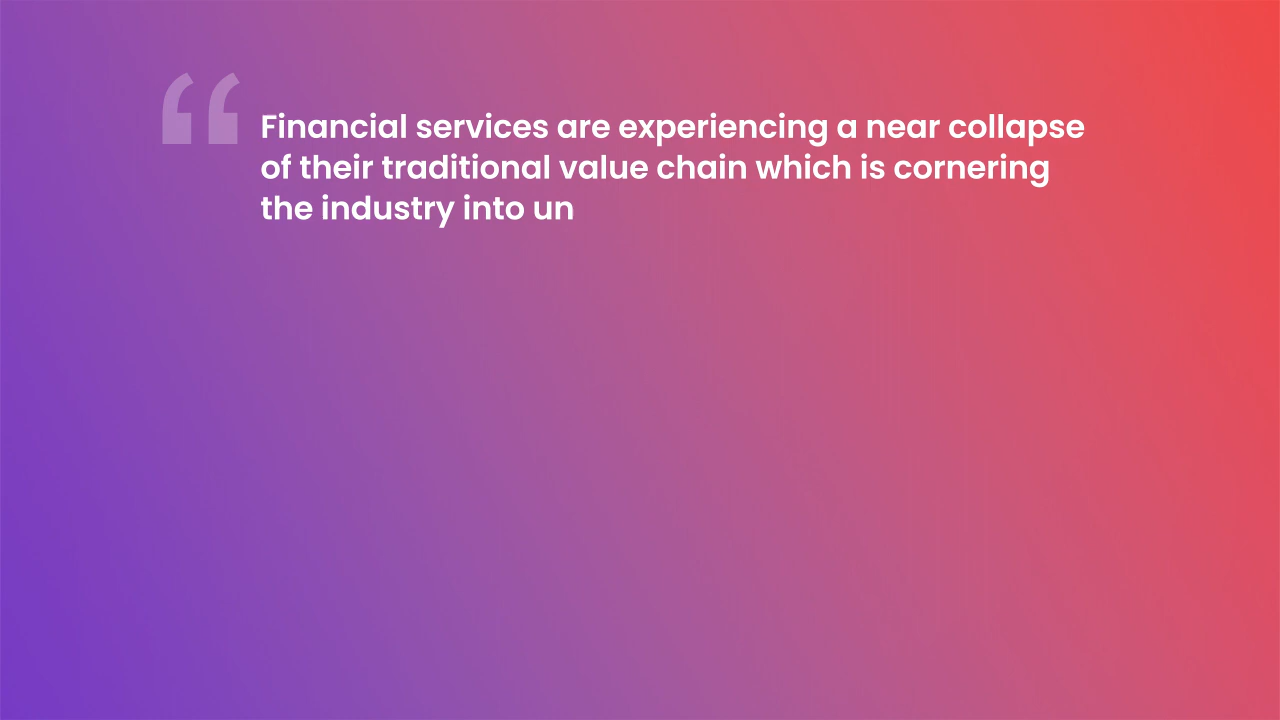 “
Financial services are experiencing a near collapse
of their traditional value chain which is cornering
the industry into un